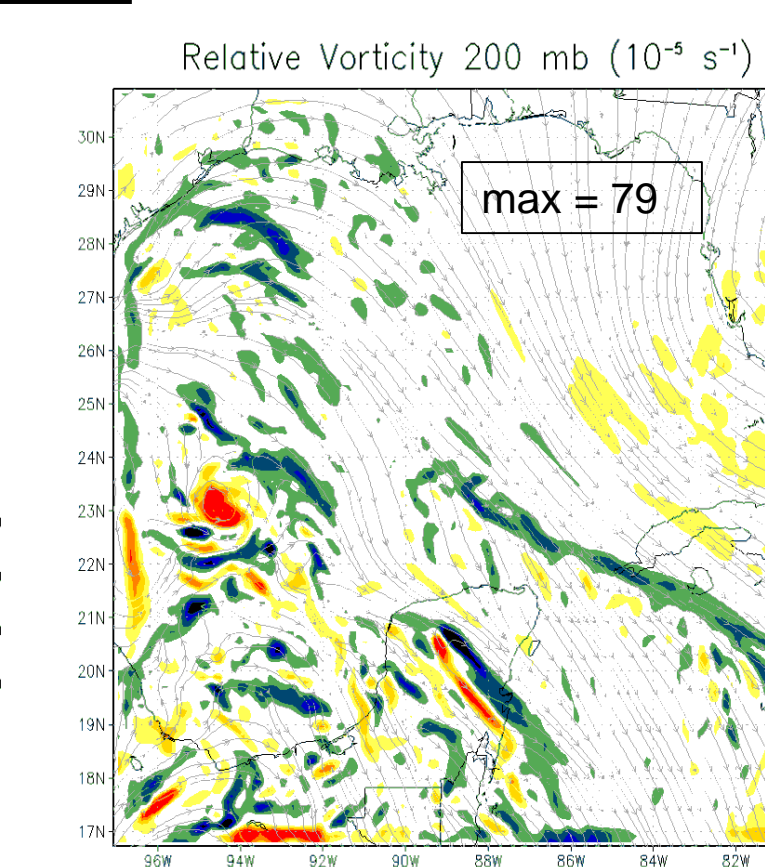 Relative Vorticity 200 mb (10⁻⁵ s⁻¹)
max = 79
30N
29N
28N
27N
26N
25N
24N
23N
22N
21N
20N
19N
18N
17N
96W 94W 92W 90W 88W 86W 84W 82W